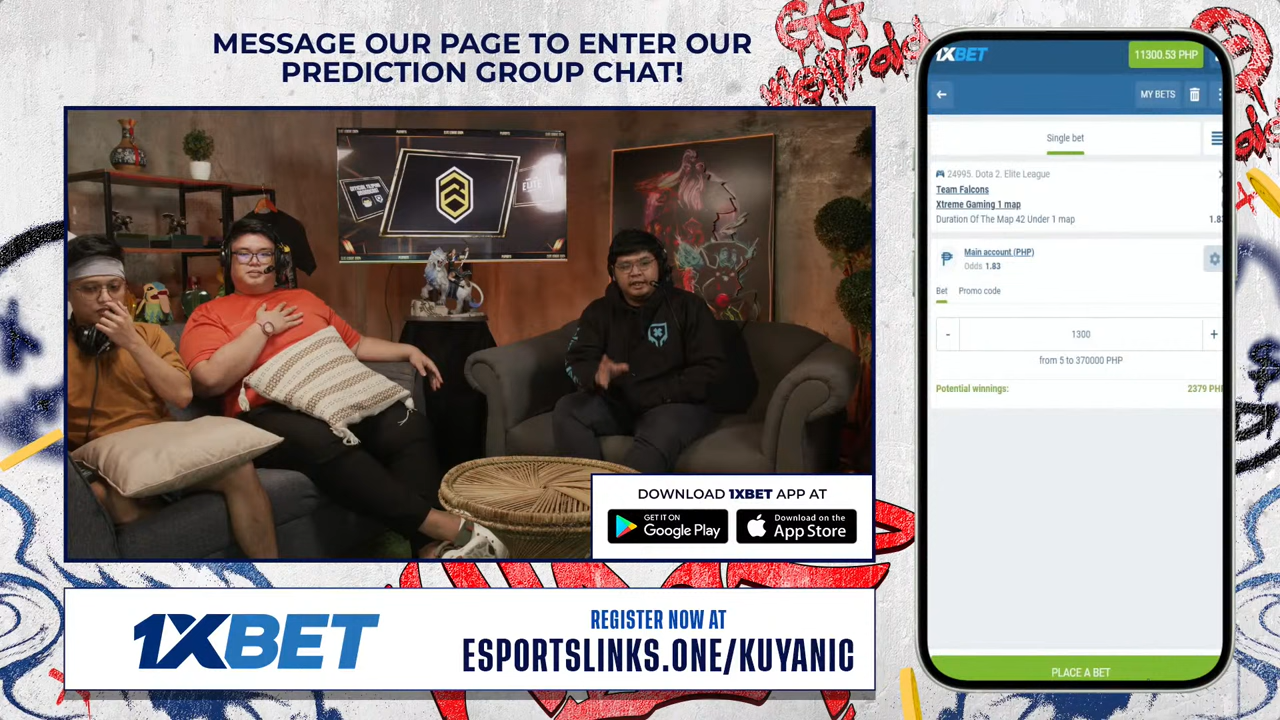 MESSAGE OUR PAGE TO ENTER OUR
PREDICTION GROUP CHAT!
DOWNLOAD 1XBET APP AT
GET IT ON
Google Play
Download on the
App Store
1XBET
REGISTER NOW AT
ESPORTSLINKS.ONE/KUYANIC
1XBET
11300.53 PHP
MY BETS
Single bet
24995. Dota 2. Elite League
Team Falcons
Xtreme Gaming 1 map
Duration Of The Map 42 Under 1 map
1.83
Main account (PHP)
Odds 1.83
Bet Promo code
- 1300 +
from 5 to 370000 PHP
Potential winnings: 2379 PH
PLACE A BET